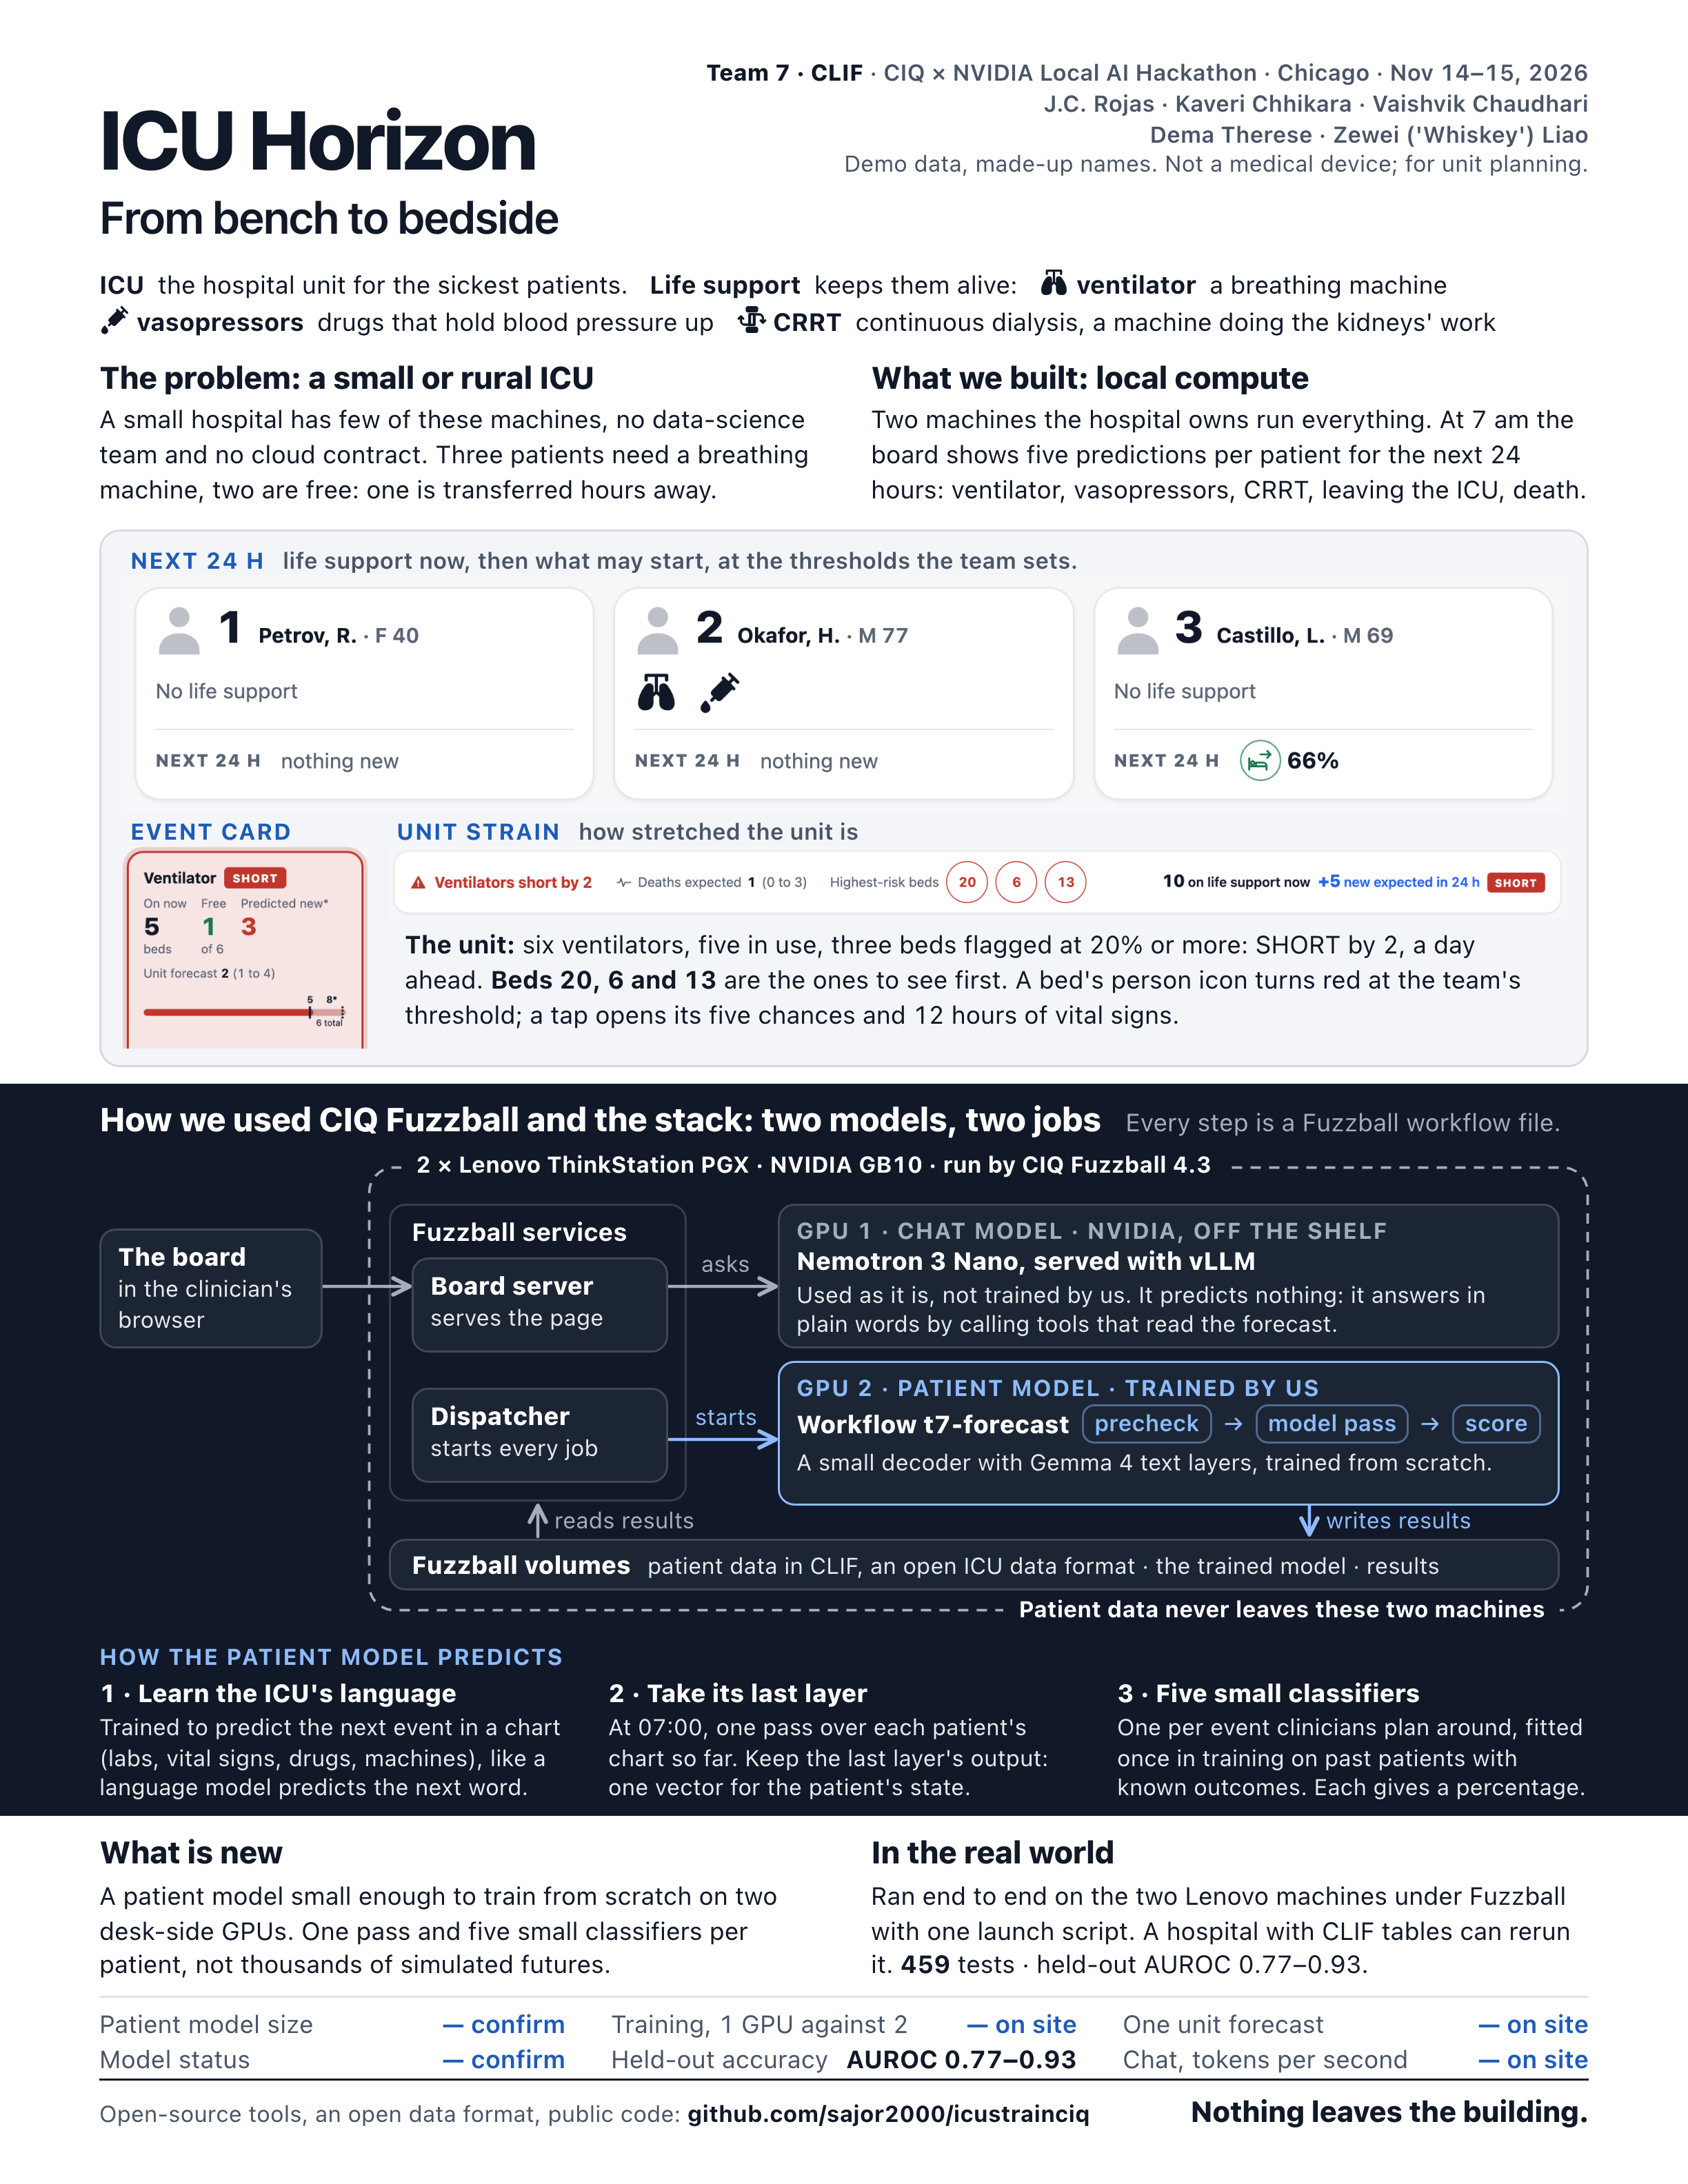 Team 7 · CLIF · CIQ × NVIDIA Local AI Hackathon · Chicago · Nov 14–15, 2026
J.C. Rojas · Kaveri Chhikara · Vaishvik Chaudhari
Dema Therese · Zewei ('Whiskey') Liao
Demo data, made-up names. Not a medical device; for unit planning.
ICU Horizon
From bench to bedside
ICU the hospital unit for the sickest patients. Life support keeps them alive: ventilator a breathing machine
vasopressors drugs that hold blood pressure up CRRT continuous dialysis, a machine doing the kidneys' work
The problem: a small or rural ICU
A small hospital has few of these machines, no data-science
team and no cloud contract. Three patients need a breathing
machine, two are free: one is transferred hours away.
What we built: local compute
Two machines the hospital owns run everything. At 7 am the
board shows five predictions per patient for the next 24
hours: ventilator, vasopressors, CRRT, leaving the ICU, death.
NEXT 24 H life support now, then what may start, at the thresholds the team sets.
1 Petrov, R. · F 40
No life support
NEXT 24 H nothing new
2 Okafor, H. · M 77
NEXT 24 H nothing new
3 Castillo, L. · M 69
No life support
NEXT 24 H 66%
EVENT CARD
Ventilator SHORT
On now Free Predicted new*
5 1 3
beds of 6
Unit forecast 2 (1 to 4)
5 8*
6 total
UNIT STRAIN how stretched the unit is
Ventilators short by 2 Deaths expected 1 (0 to 3) Highest-risk beds 20 6 13 10 on life support now +5 new expected in 24 h SHORT
The unit: six ventilators, five in use, three beds flagged at 20% or more: SHORT by 2, a day
ahead. Beds 20, 6 and 13 are the ones to see first. A bed's person icon turns red at the team's
threshold; a tap opens its five chances and 12 hours of vital signs.
How we used CIQ Fuzzball and the stack: two models, two jobs Every step is a Fuzzball workflow file.
2 × Lenovo ThinkStation PGX · NVIDIA GB10 · run by CIQ Fuzzball 4.3
The board
in the clinician's
browser
Fuzzball services
Board server
serves the page
asks
GPU 1 · CHAT MODEL · NVIDIA, OFF THE SHELF
Nemotron 3 Nano, served with vLLM
Used as it is, not trained by us. It predicts nothing: it answers in
plain words by calling tools that read the forecast.
Dispatcher
starts every job
starts
GPU 2 · PATIENT MODEL · TRAINED BY US
Workflow t7-forecast precheck → model pass → score
A small decoder with Gemma 4 text layers, trained from scratch.
reads results
writes results
Fuzzball volumes patient data in CLIF, an open ICU data format · the trained model · results
Patient data never leaves these two machines
HOW THE PATIENT MODEL PREDICTS
1 · Learn the ICU's language
Trained to predict the next event in a chart
(labs, vital signs, drugs, machines), like a
language model predicts the next word.
2 · Take its last layer
At 07:00, one pass over each patient's
chart so far. Keep the last layer's output:
one vector for the patient's state.
3 · Five small classifiers
One per event clinicians plan around, fitted
once in training on past patients with
known outcomes. Each gives a percentage.
What is new
A patient model small enough to train from scratch on two
desk-side GPUs. One pass and five small classifiers per
patient, not thousands of simulated futures.
In the real world
Ran end to end on the two Lenovo machines under Fuzzball
with one launch script. A hospital with CLIF tables can rerun
it. 459 tests · held-out AUROC 0.77–0.93.
Patient model size — confirm Training, 1 GPU against 2 — on site One unit forecast — on site
Model status — confirm Held-out accuracy AUROC 0.77–0.93 Chat, tokens per second — on site
Open-source tools, an open data format, public code: github.com/sajor2000/icustrainciq Nothing leaves the building.